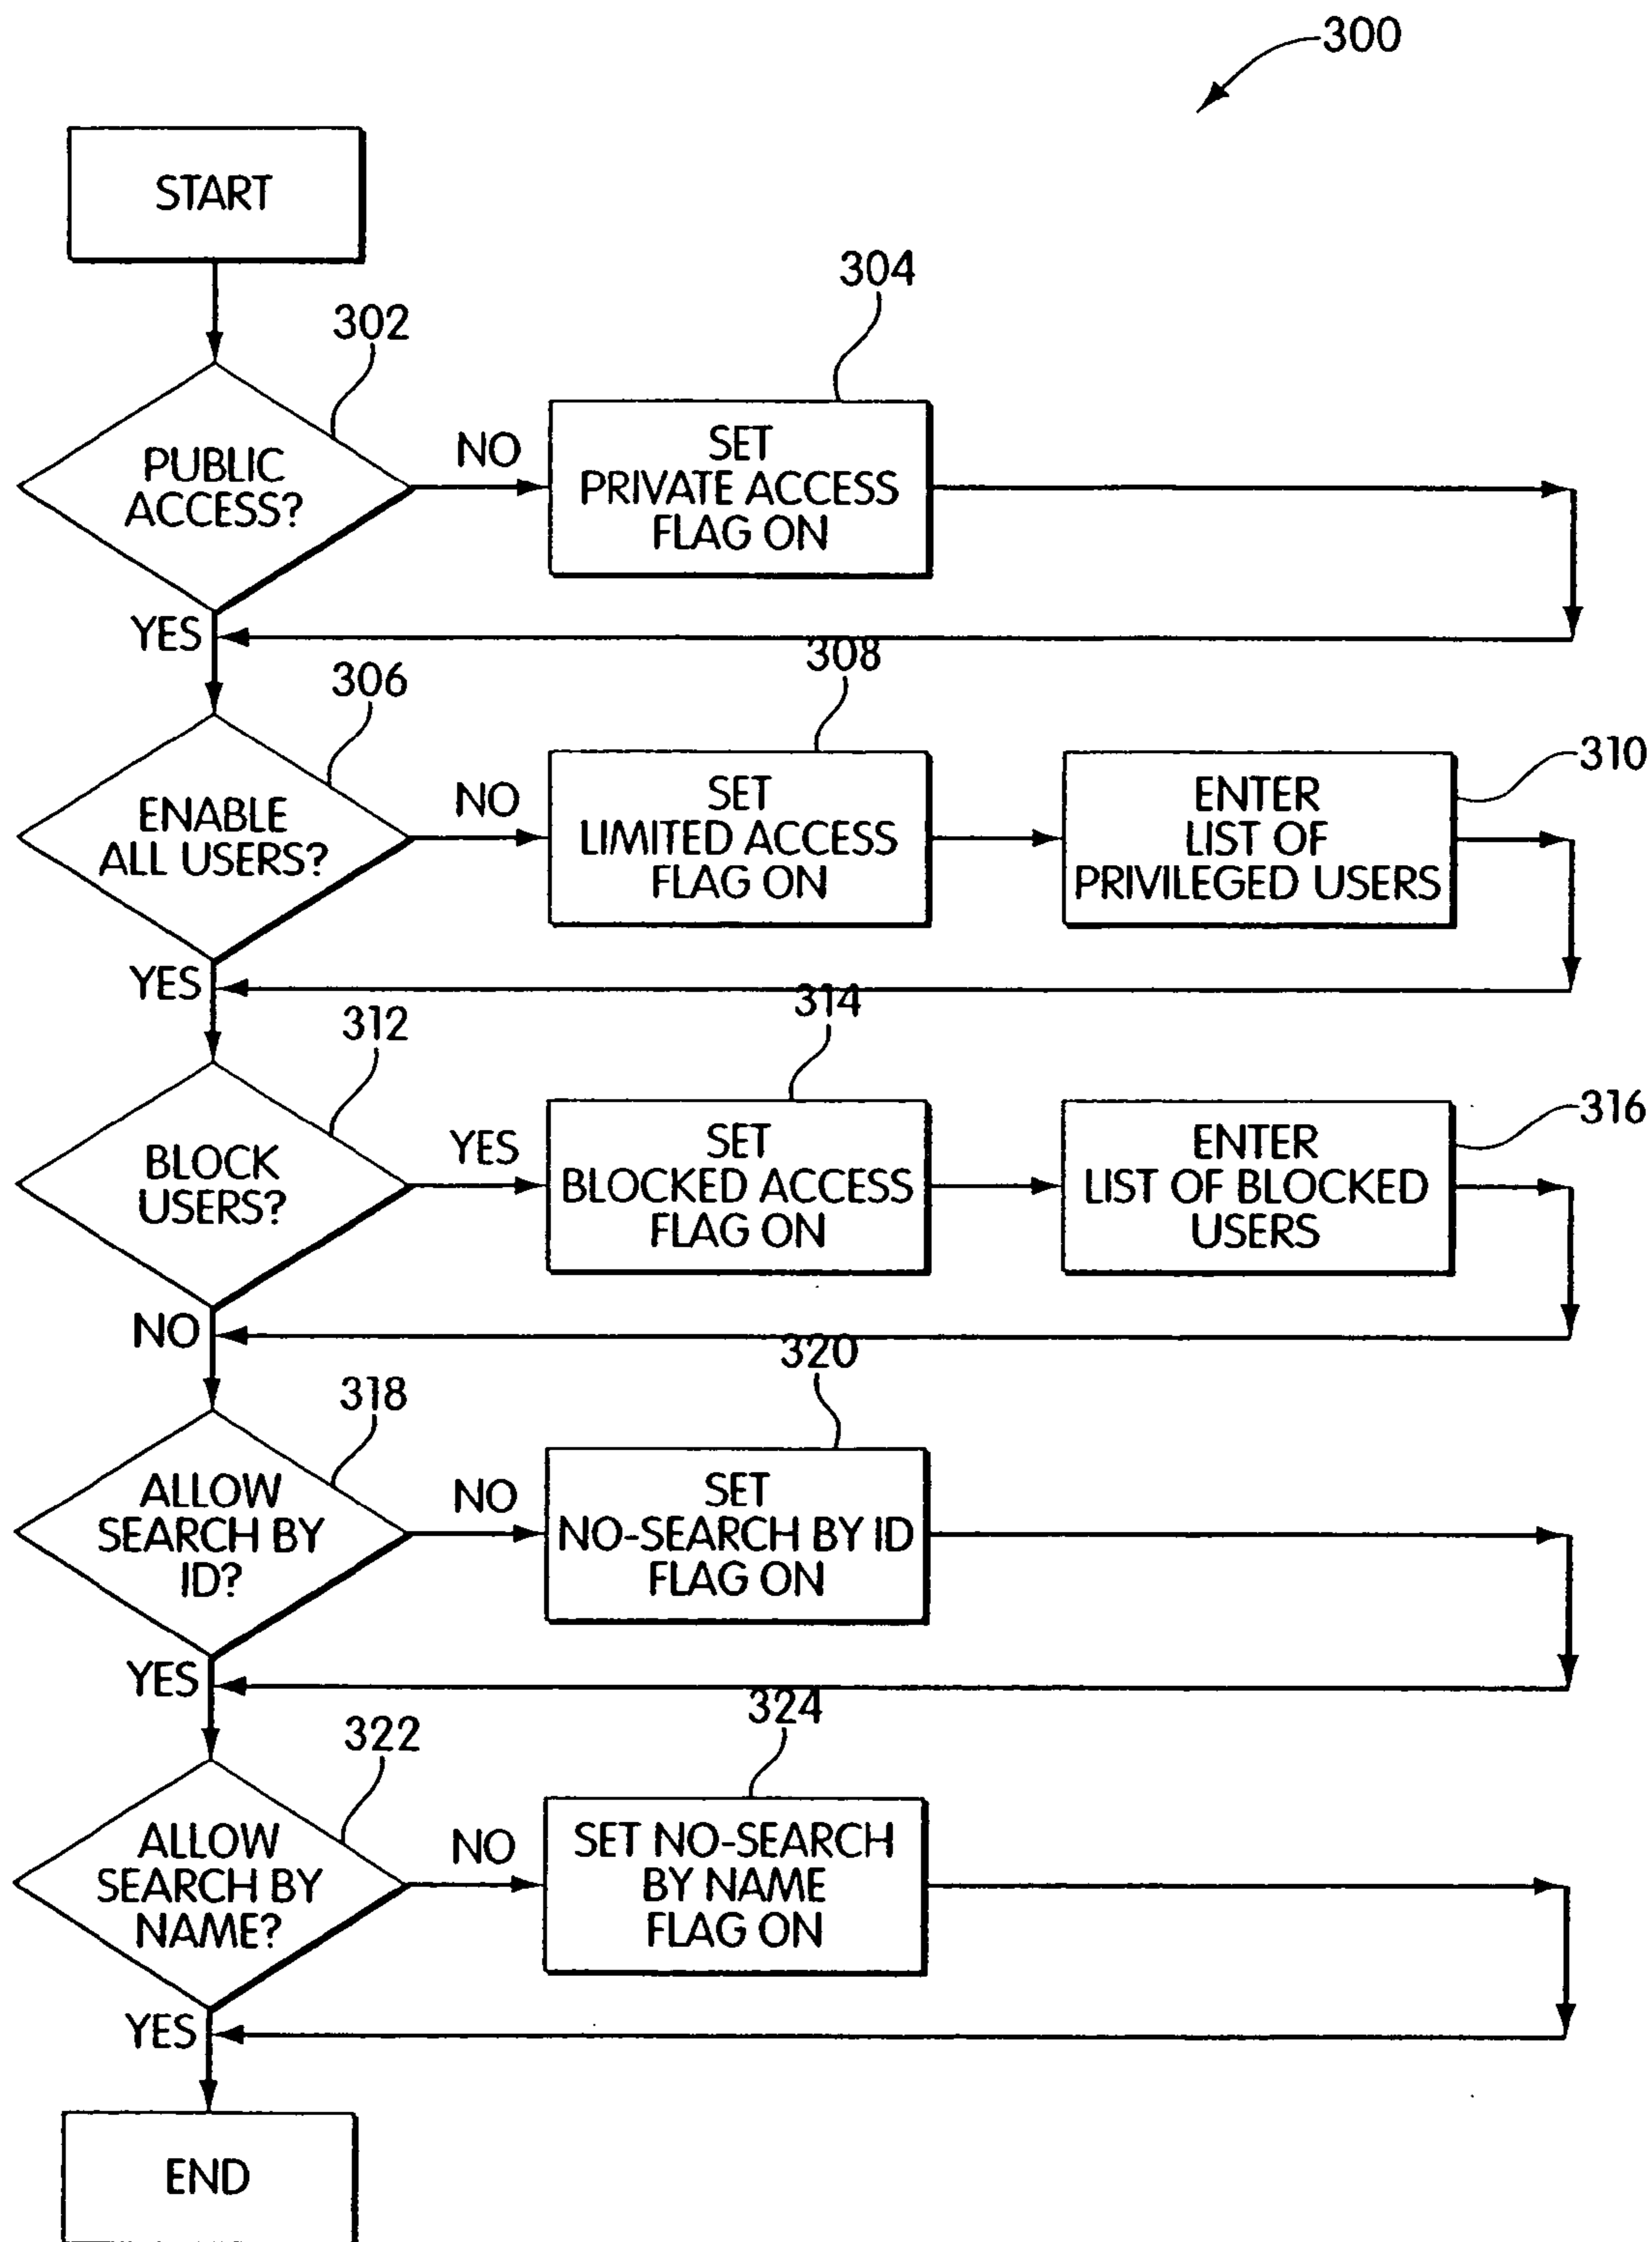 300
START
302
304
PUBLIC
ACCESS?
NO
SET
PRIVATE ACCESS
FLAG ON
YES
306
308
310
ENABLE
ALL USERS?
NO
SET
LIMITED ACCESS
FLAG ON
ENTER
LIST OF
PRIVILEGED USERS
YES
312
314
316
BLOCK
USERS?
YES
SET
BLOCKED ACCESS
FLAG ON
ENTER
LIST OF BLOCKED
USERS
NO
318
320
ALLOW
SEARCH BY
ID?
NO
SET
NO-SEARCH BY ID
FLAG ON
YES
322
324
ALLOW
SEARCH BY
NAME?
NO
SET NO-SEARCH
BY NAME
FLAG ON
YES
END